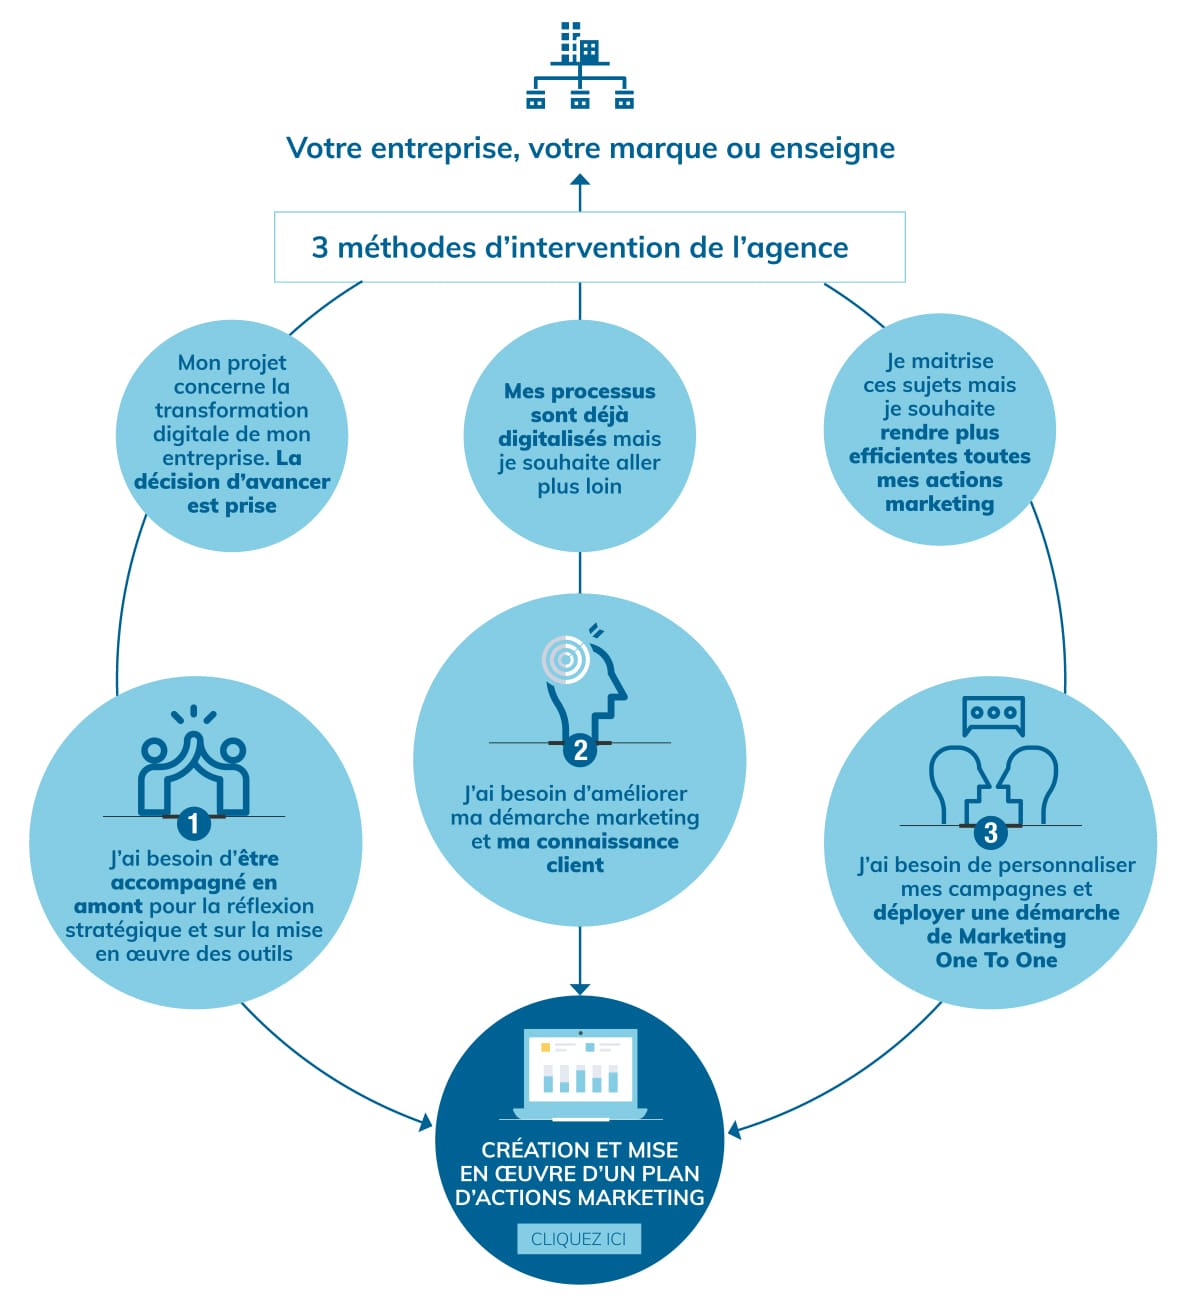 Votre entreprise, votre marque ou enseigne
3 méthodes d’intervention de l’agence
Mon projet
concerne la
transformation
digitale de mon
entreprise. La
décision d’avancer
est prise
Mes processus
sont déjà
digitalisés mais
je souhaite aller
plus loin
Je maitrise
ces sujets mais
je souhaite
rendre plus
efficientes toutes
mes actions
marketing
1
J’ai besoin d’être
accompagné en
amont pour la réflexion
stratégique et sur la mise
en œuvre des outils
2
J’ai besoin d’améliorer
ma démarche marketing
et ma connaissance
client
3
J’ai besoin de personnaliser
mes campagnes et
déployer une démarche
de Marketing
One To One
CRÉATION ET MISE
EN ŒUVRE D’UN PLAN
D’ACTIONS MARKETING
CLIQUEZ ICI